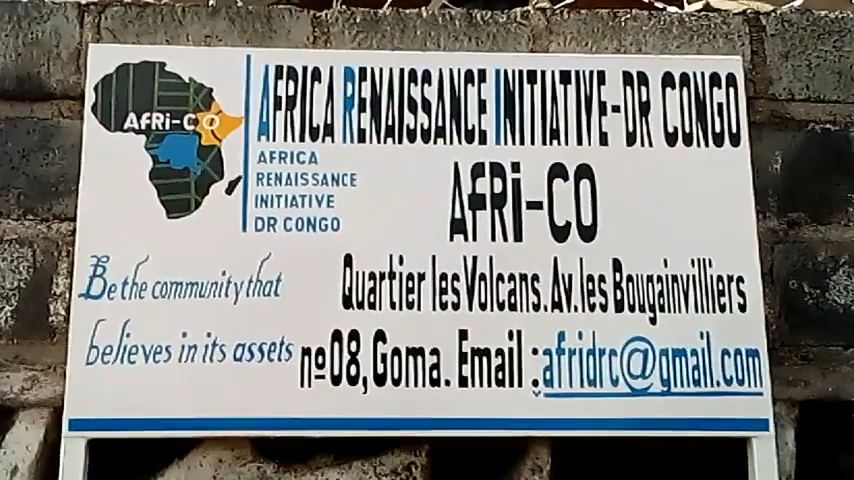 AFRICA RENAISSANCE INITIATIVE-DR CONGO
AFRi-CO
AFRICA
RENAISSANCE
INITIATIVE
DR CONGO
AFRi-CO
Quartier les Volcans. Av. les Bougainvilliers
nº08, Goma. Email : afridrc@gmail.com
Be the community that
believes in its assets